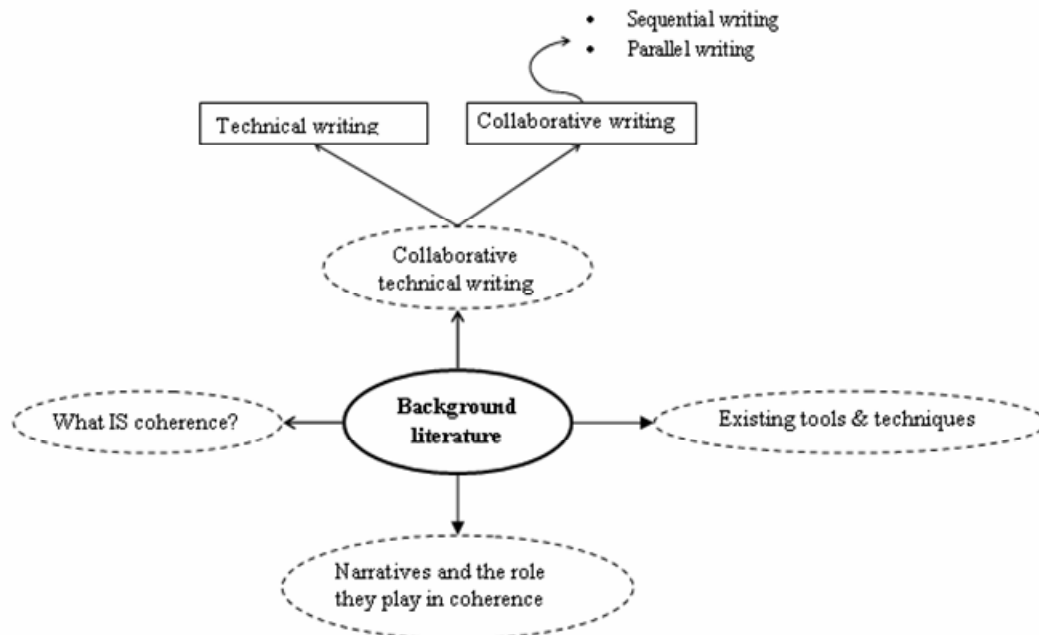 • Sequential writing
• Parallel writing
Technical writing
Collaborative writing
Collaborative
technical writing
What IS coherence?
Background
literature
Existing tools & techniques
Narratives and the role
they play in coherence